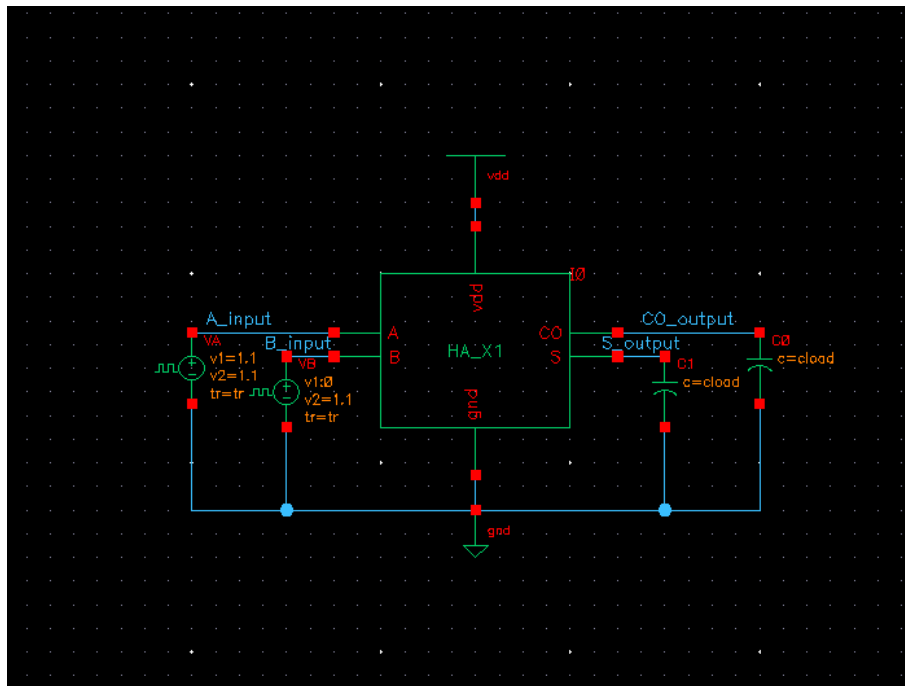 vdd
I0
vdd
A_input
CO_output
VA
A
CO
C0
B_input
S_output
VB
B
HA_X1
S
C1
v1=1.1
v2=1.1
tr=tr
v1:0
v2=1.1
tr=tr
c=cload
c=cload
gnd
gnd